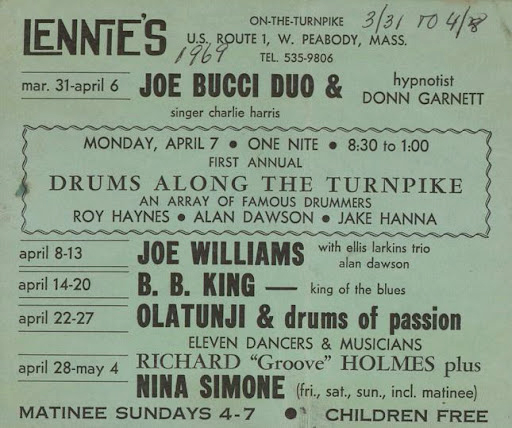 LENNIE'S
ON-THE-TURNPIKE 3/31 TO 4/8
U.S. ROUTE 1, W. PEABODY, MASS.
1969 TEL. 535-9806
mar. 31-april 6 JOE BUCCI DUO & hypnotist
DONN GARNETT
singer charlie harris
MONDAY, APRIL 7 • ONE NITE • 8:30 to 1:00
FIRST ANNUAL
DRUMS ALONG THE TURNPIKE
AN ARRAY OF FAMOUS DRUMMERS
ROY HAYNES • ALAN DAWSON • JAKE HANNA
april 8-13 JOE WILLIAMS with ellis larkins trio
alan dawson
april 14-20 B. B. KING — king of the blues
april 22-27 OLATUNJI & drums of passion
ELEVEN DANCERS & MUSICIANS
april 28-may 4 RICHARD "Groove" HOLMES plus
NINA SIMONE (fri., sat., sun., incl. matinee)
MATINEE SUNDAYS 4-7 • CHILDREN FREE